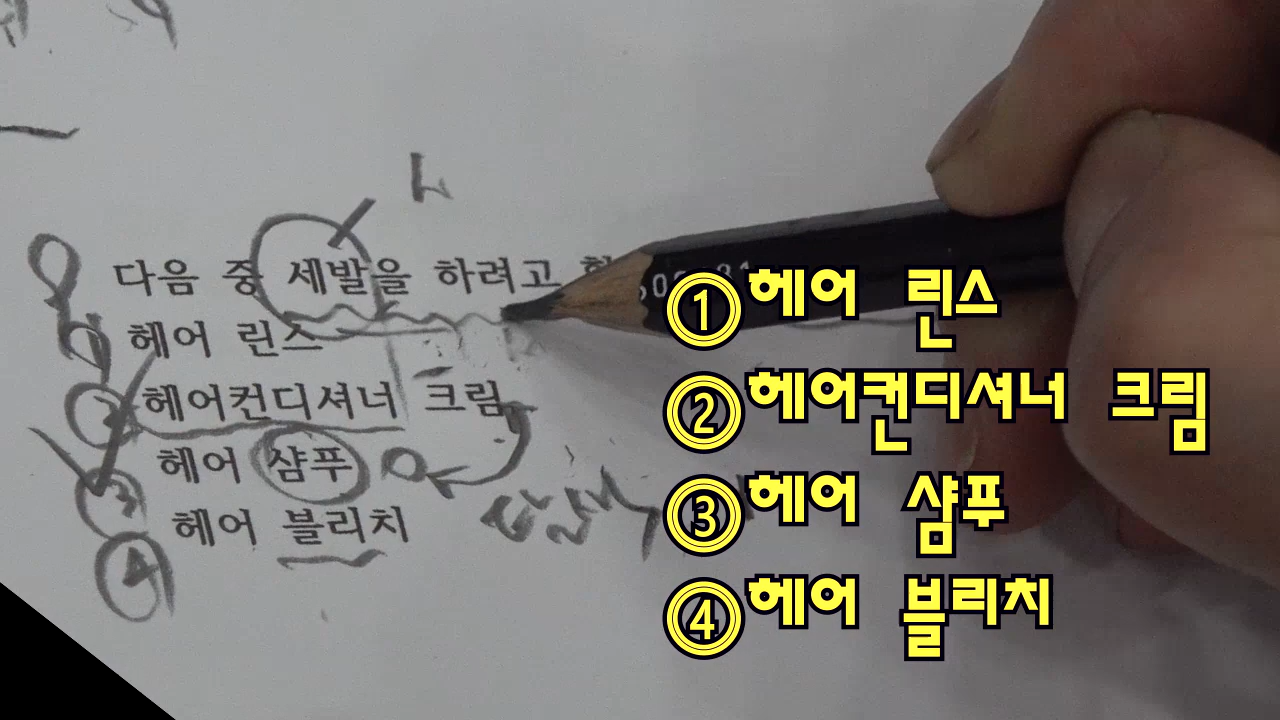 다음 중 세발을 하려고
헤어 린스
헤어컨디셔너 크림
헤어 샴푸
헤어 블리치
① 헤어 린스
② 헤어컨디셔너 크림
③ 헤어 샴푸
④ 헤어 블리치